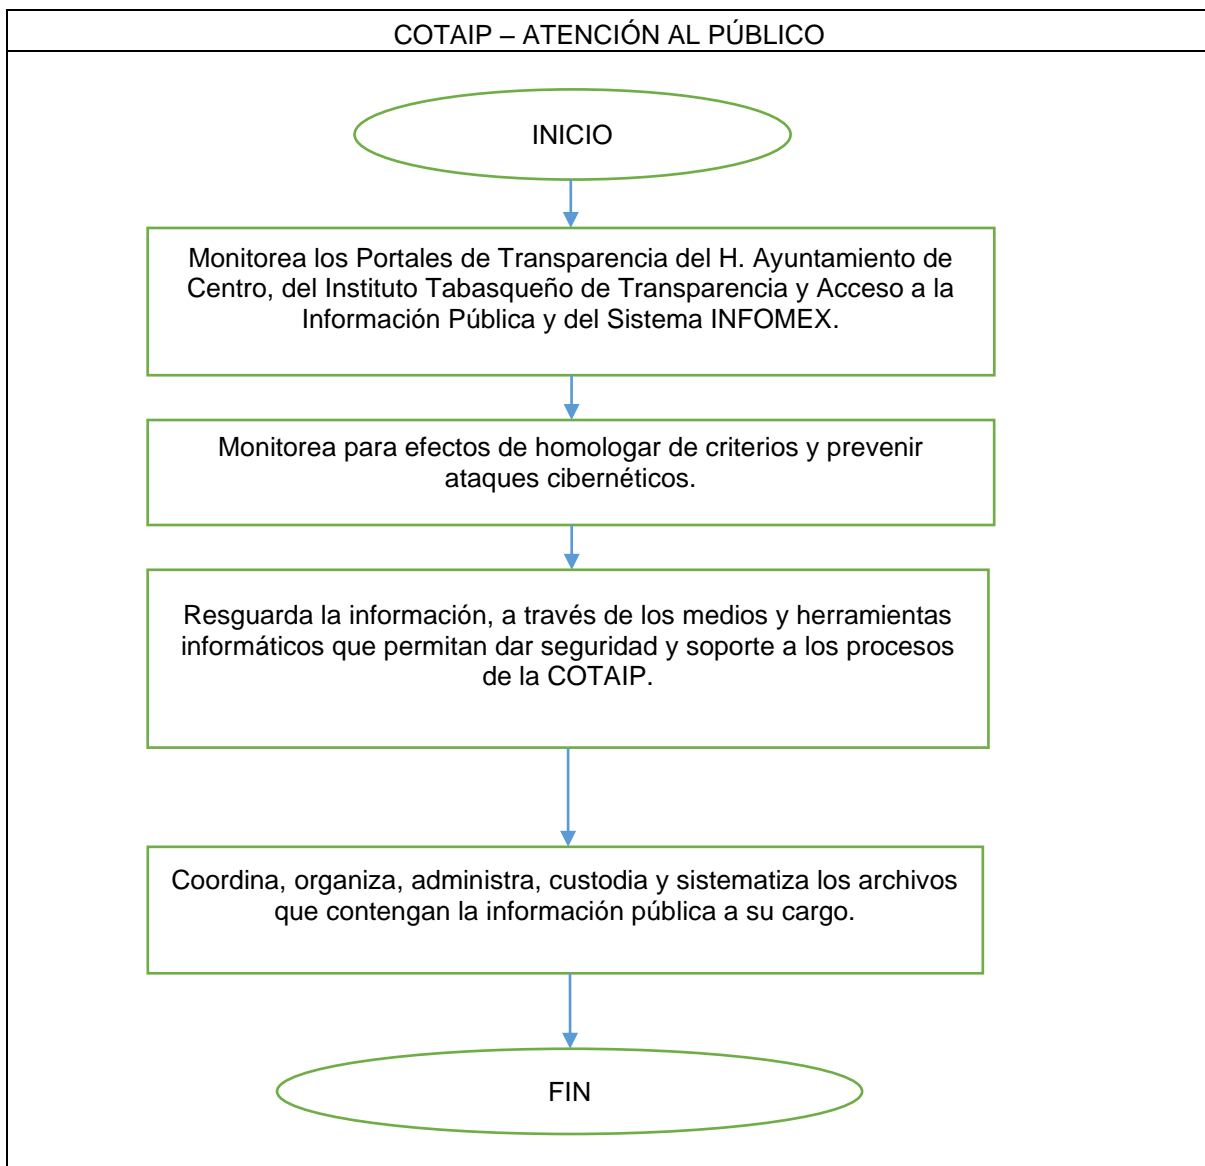 COTAIP – ATENCIÓN AL PÚBLICO
INICIO
Monitorea los Portales de Transparencia del H. Ayuntamiento de
Centro, del Instituto Tabasqueño de Transparencia y Acceso a la
Información Pública y del Sistema INFOMEX.
Monitorea para efectos de homologar de criterios y prevenir
ataques cibernéticos.
Resguarda la información, a través de los medios y herramientas
informáticos que permitan dar seguridad y soporte a los procesos
de la COTAIP.
Coordina, organiza, administra, custodia y sistematiza los archivos
que contengan la información pública a su cargo.
FIN